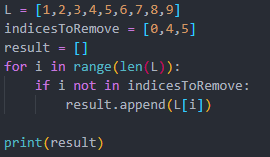 L = [1,2,3,4,5,6,7,8,9]
indicesToRemove = [0,4,5]
result = []
for i in range(len(L)):
    if i not in indicesToRemove:
        result.append(L[i])

print(result)